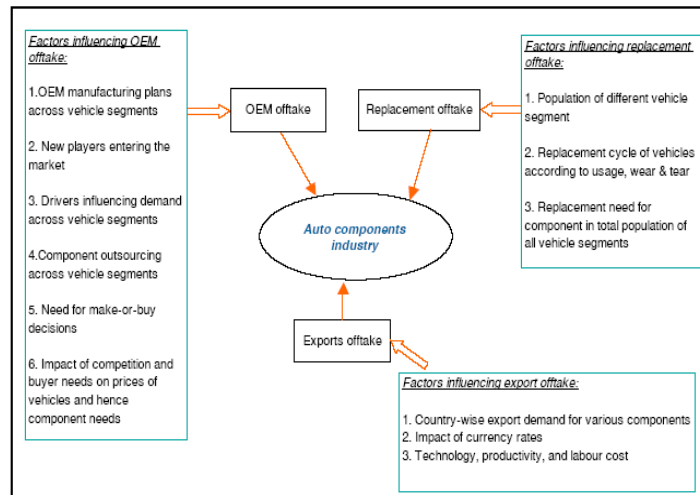 Factors influencing OEM
offtake:
1.OEM manufacturing plans
across vehicle segments
2. New players entering the
market
3. Drivers influencing demand
across vehicle segments
4.Component outsourcing
across vehicle segments
5. Need for make-or-buy
decisions
6. Impact of competition and
buyer needs on prices of
vehicles and hence
component needs
OEM offtake
Replacement offtake
Factors influencing replacement
offtake:
1. Population of different vehicle
segment
2. Replacement cycle of vehicles
according to usage, wear & tear
3. Replacement need for
component in total population of
all vehicle segments
Auto components
industry
Exports offtake
Factors influencing export offtake:
1. Country-wise export demand for various components
2. Impact of currency rates
3. Technology, productivity, and labour cost